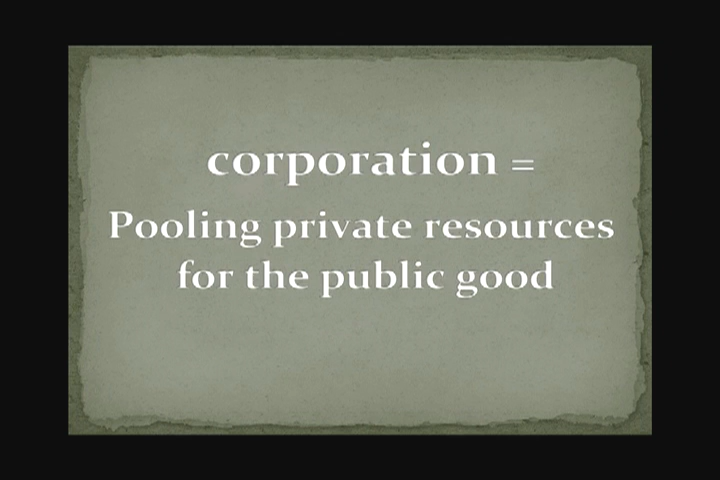 corporation =
Pooling private resources
for the public good